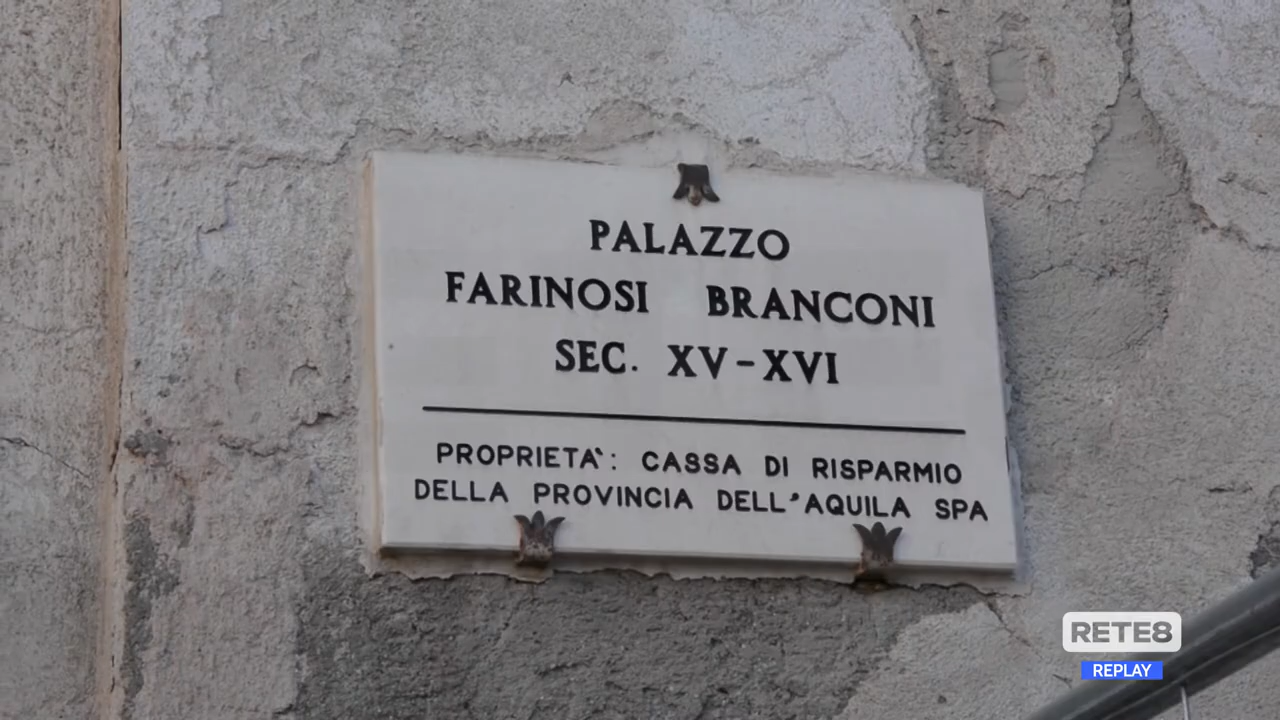 PALAZZO
FARINOSI BRANCONI
SEC. XV-XVI
PROPRIETA': CASSA DI RISPARMIO
DELLA PROVINCIA DELL'AQUILA SPA
RETE8
REPLAY